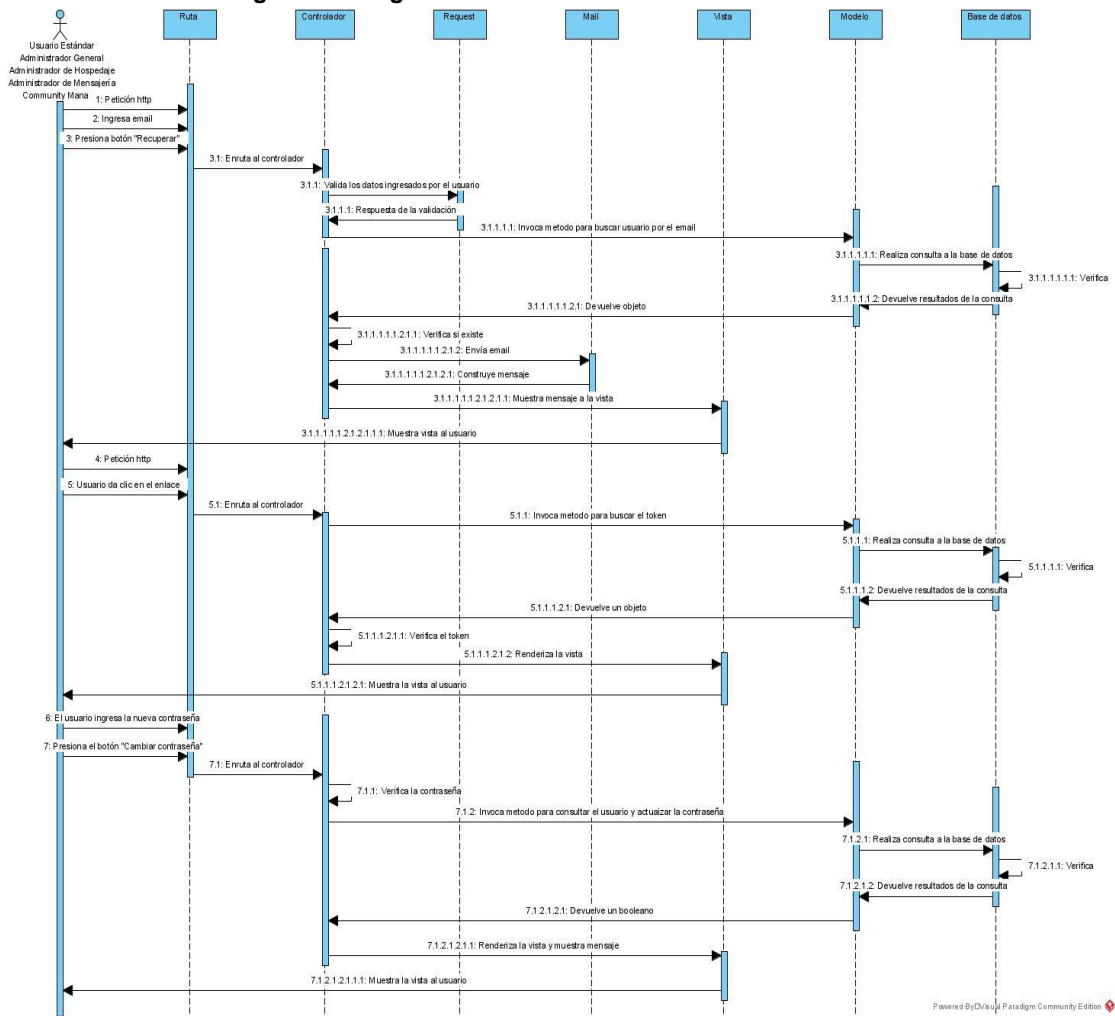 Ruta
Controlador
Request
Mail
Vista
Modelo
Base de datos
Usuario Estándar
Administrador General
Administrador de Hospedaje
Administrador de Mensajería
Community Mana
1: Petición http
2: Ingresa email
3: Presiona botón "Recuperar"
3.1: Enruta al controlador
3.1.1: Valida los datos ingresados por el usuario
3.1.1.1: Respuesta de la validación
3.1.1.1.1: Invoca metodo para buscar usuario por el email
3.1.1.1.1.1: Realiza consulta a la base de datos
3.1.1.1.1.1.1: Verifica
3.1.1.1.1.1.2: Devuelve resultados de la consulta
3.1.1.1.1.1.2.1: Devuelve objeto
3.1.1.1.1.1.2.1.1: Verifica si existe
3.1.1.1.1.1.2.1.2: Envía email
3.1.1.1.1.1.2.1.2.1: Construye mensaje
3.1.1.1.1.1.2.1.2.1.1: Muestra mensaje a la vista
3.1.1.1.1.1.2.1.2.1.1.1: Muestra vista al usuario
4: Petición http
5: Usuario da clic en el enlace
5.1: Enruta al controlador
5.1.1: Invoca metodo para buscar el token
5.1.1.1: Realiza consulta a la base de datos
5.1.1.1.1: Verifica
5.1.1.1.2: Devuelve resultados de la consulta
5.1.1.1.2.1: Devuelve un objeto
5.1.1.1.2.1.1: Verifica el token
5.1.1.1.2.1.2: Renderiza la vista
5.1.1.1.2.1.2.1: Muestra la vista al usuario
6: El usuario ingresa la nueva contraseña
7: Presiona el botón "Cambiar contraseña"
7.1: Enruta al controlador
7.1.1: Verifica la contraseña
7.1.2: Invoca metodo para consultar el usuario y actuaizar la contraseña
7.1.2.1: Realiza consulta a la base de datos
7.1.2.1.1: Verifica
7.1.2.1.2: Devuelve resultados de la consulta
7.1.2.1.2.1: Devuelve un booleano
7.1.2.1.2.1.1: Renderiza la vista y muestra mensaje
7.1.2.1.2.1.1.1: Muestra la vista al usuario
Powered By Visual Paradigm Community Edition